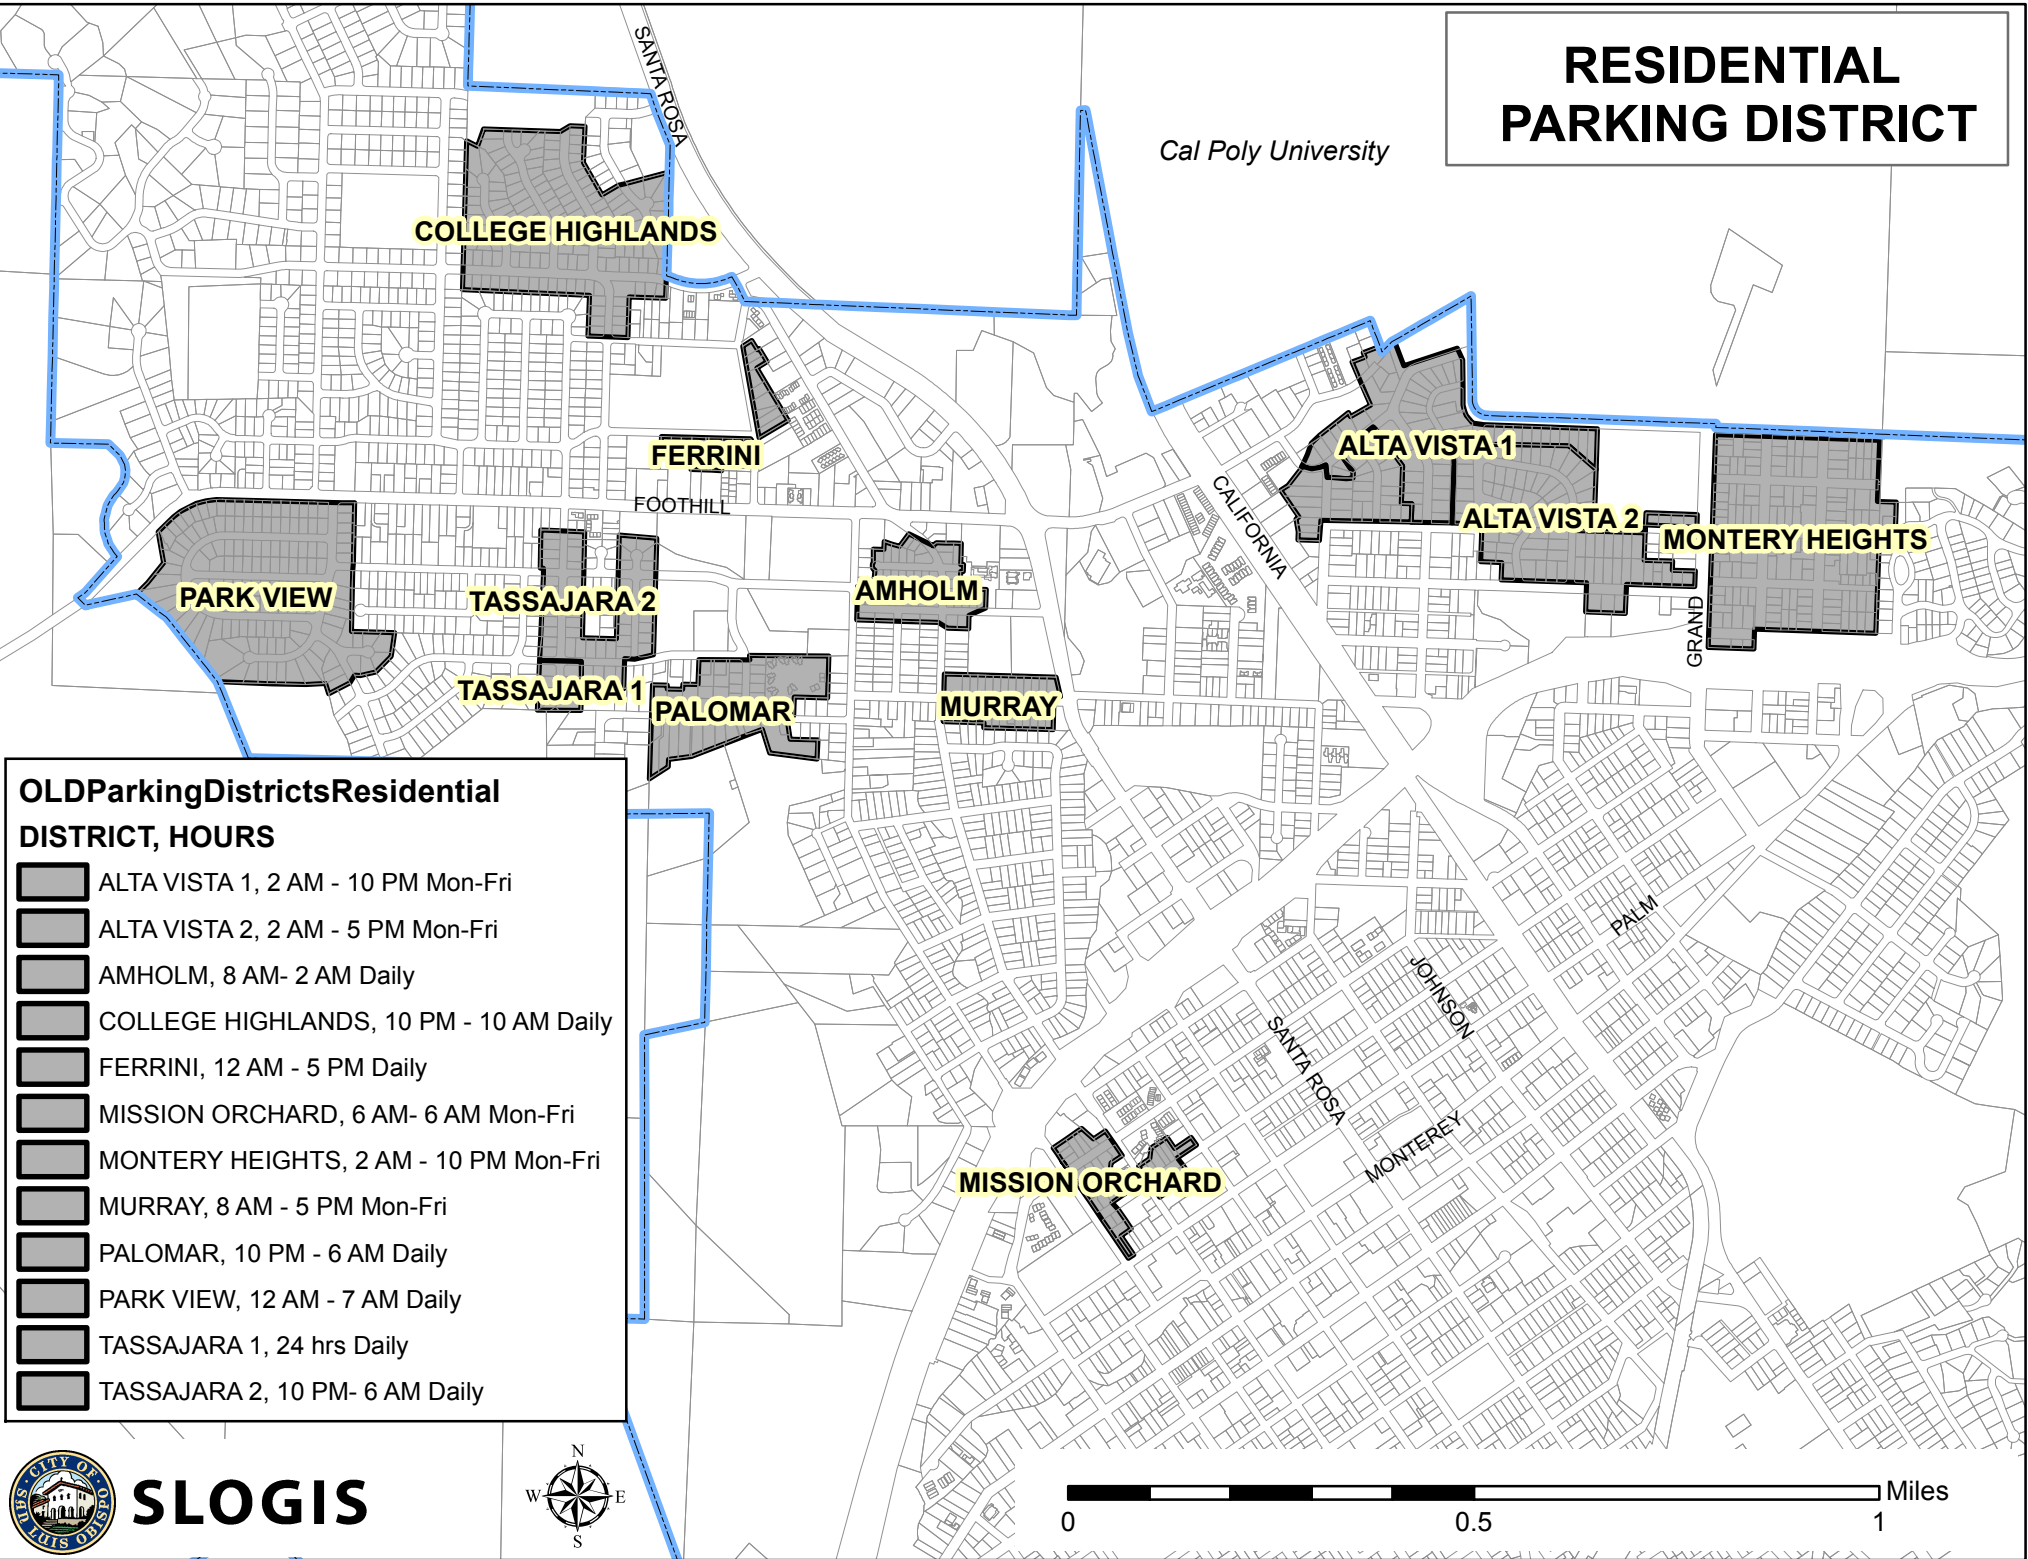 RESIDENTIAL
PARKING DISTRICT
SANTA ROSA
Cal Poly University
COLLEGE HIGHLANDS
FERRINI
FOOTHILL
CALIFORNIA
ALTA VISTA 1
ALTA VISTA 2
MONTERY HEIGHTS
GRAND
PARK VIEW
TASSAJARA 2
AMHOLM
TASSAJARA 1
PALOMAR
MURRAY
PALM
JOHNSON
SANTA ROSA
MONTEREY
MISSION ORCHARD
OLDParkingDistrictsResidential
DISTRICT, HOURS
ALTA VISTA 1, 2 AM - 10 PM Mon-Fri
ALTA VISTA 2, 2 AM - 5 PM Mon-Fri
AMHOLM, 8 AM- 2 AM Daily
COLLEGE HIGHLANDS, 10 PM - 10 AM Daily
FERRINI, 12 AM - 5 PM Daily
MISSION ORCHARD, 6 AM- 6 AM Mon-Fri
MONTERY HEIGHTS, 2 AM - 10 PM Mon-Fri
MURRAY, 8 AM - 5 PM Mon-Fri
PALOMAR, 10 PM - 6 AM Daily
PARK VIEW, 12 AM - 7 AM Daily
TASSAJARA 1, 24 hrs Daily
TASSAJARA 2, 10 PM- 6 AM Daily
CITY OF
SAN LUIS OBISPO
SLOGIS
N
W E
S
Miles
0 0.5 1